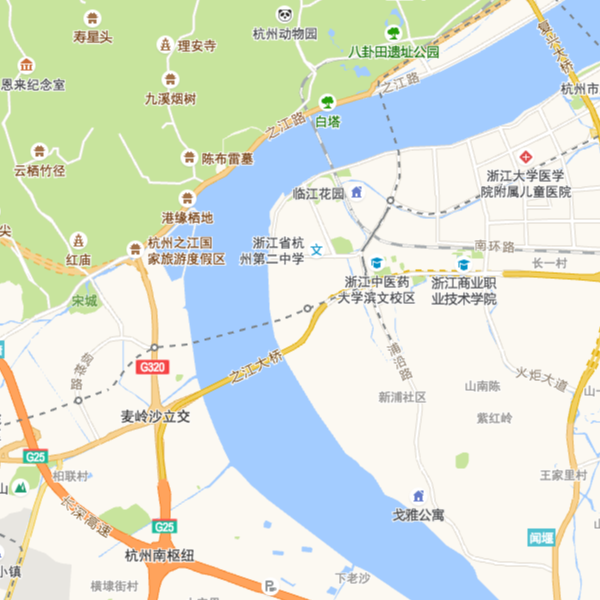 寿星头
杭州动物园
理安寺
八卦田遗址公园
复兴大桥
恩来纪念室
九溪烟树
之江路
杭州市
白塔
之江路
云栖竹径
陈布雷墓
浙江大学医学
院附属儿童医院
临江花园
港缘栖地
尖
红庙
杭州之江国
家旅游度假区
浙江省杭
州第二中学
南环路
长一村
宋城
浙江中医药
大学滨文校区
浙江商业职
业技术学院
G320
之江大桥
浦沿路
火炬大道
山南陈
新浦社区
紫红岭
山一
麦岭沙立交
G25
柏联村
王家里村
山
长深高速
戈雅公寓
G25
闻堰
杭州南枢纽
小镇
横埭街村
下老沙